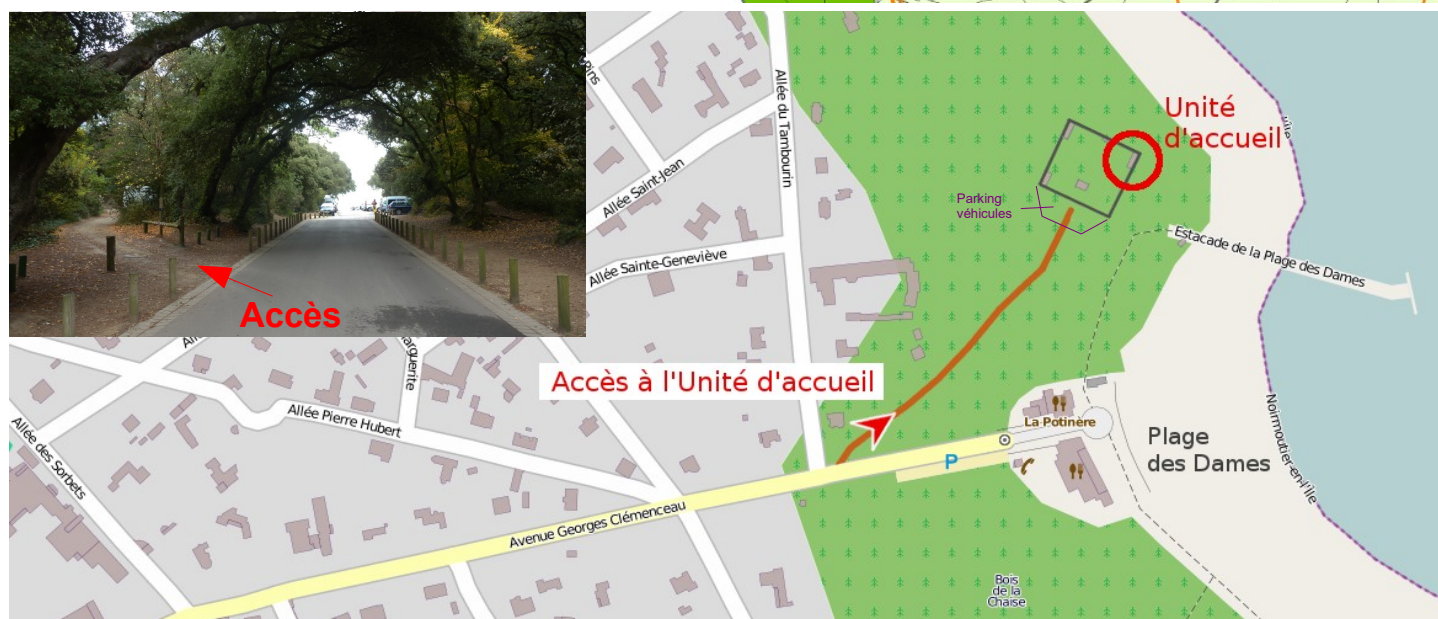 Accès
Pins
Allée du Tambourin
Allée Saint-Jean
Allée Sainte-Geneviève
Unité
d'accueil
Parking
véhicules
Estacade de la Plage des Dames
Accès à l'Unité d'accueil
Allée Pierre Hubert
Allée des Sorbets
La Potinère
P
Plage
des Dames
Noirmoutier-en-l'Île
Avenue Georges Clémenceau
Bois
de la
Chaise